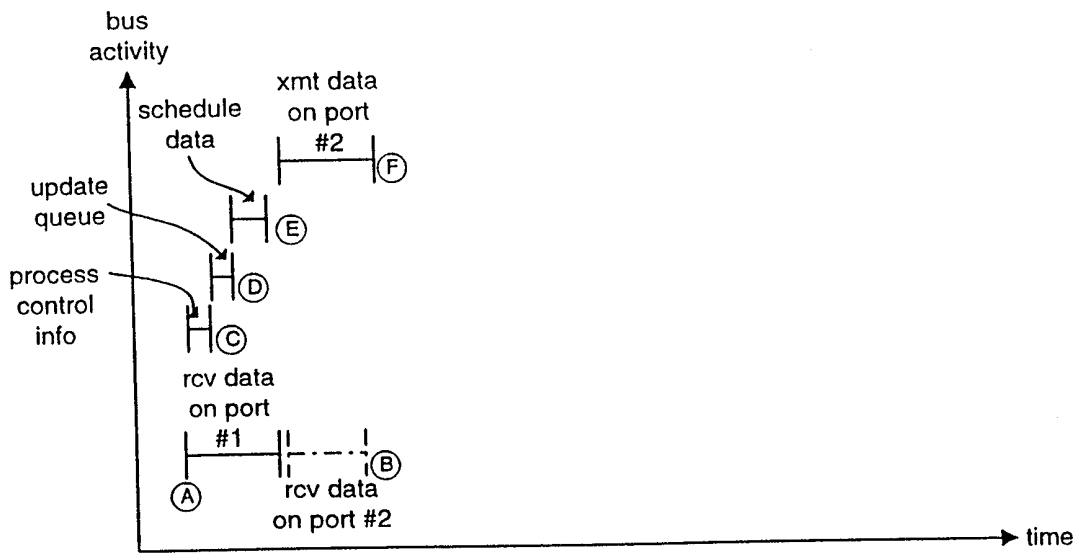 bus
activity
xmt data
on port
#2
schedule
data
F
update
queue
E
process
control
info
D
C
rcv data
on port
#1
B
A
rcv data
on port #2
time